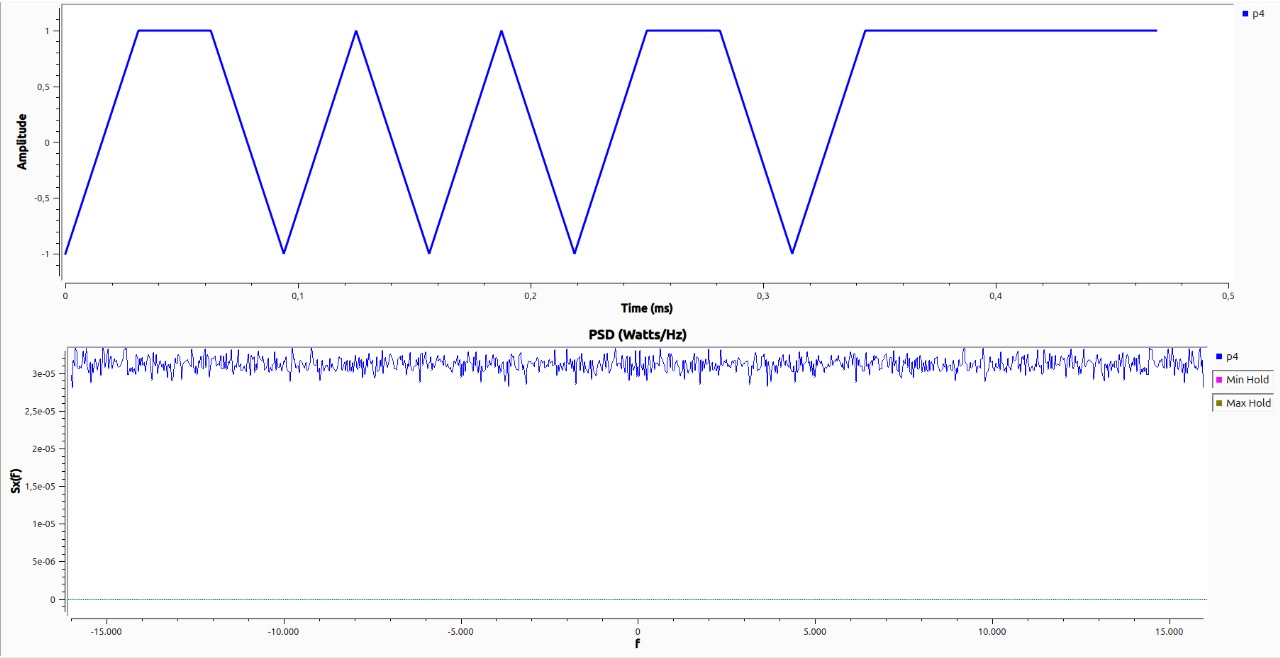 p4
Amplitude
1
0,5
0
-0,5
-1
0
0,1
0,2
0,3
0,4
0,5
Time (ms)
PSD (Watts/Hz)
p4
Min Hold
Max Hold
Sx(f)
3e-05
2,5e-05
2e-05
1,5e-05
1e-05
5e-06
0
-15.000
-10.000
-5.000
0
5.000
10.000
15.000
f